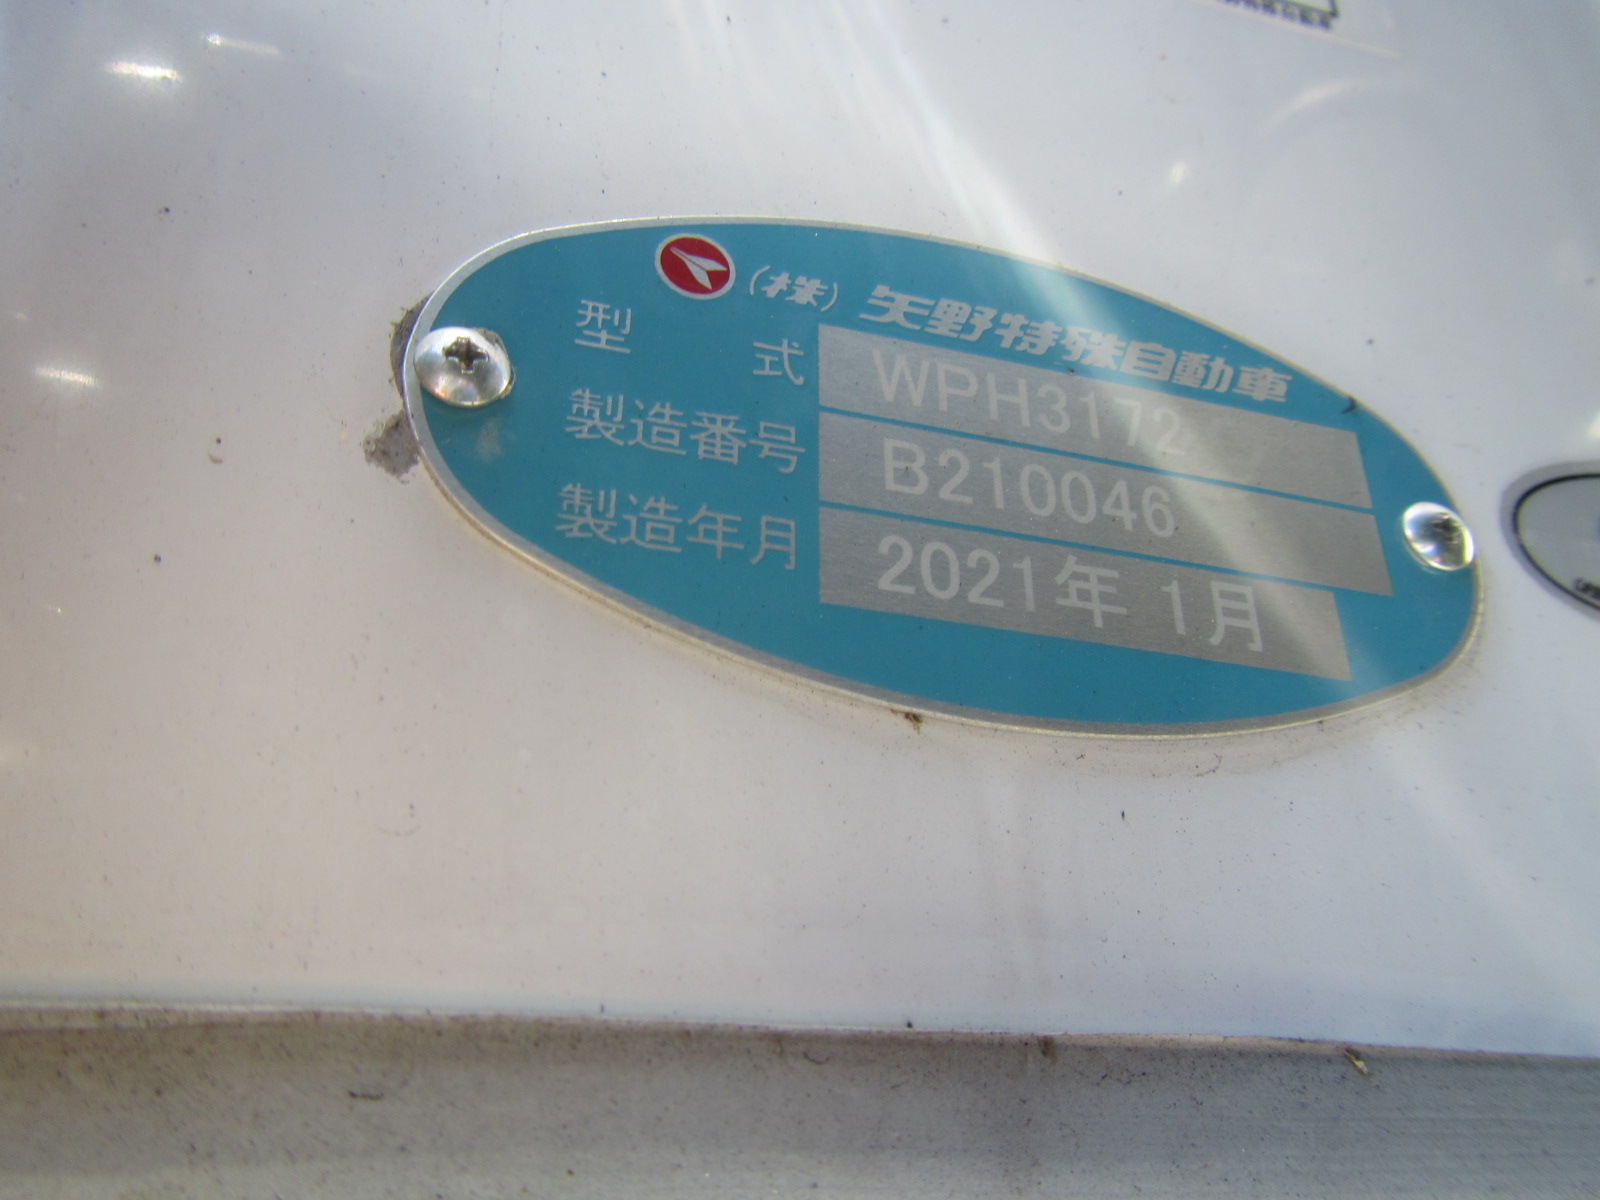 (株) 矢野特殊自動車
型式 WPH3172
製造番号 B210046
製造年月 2021年 1月